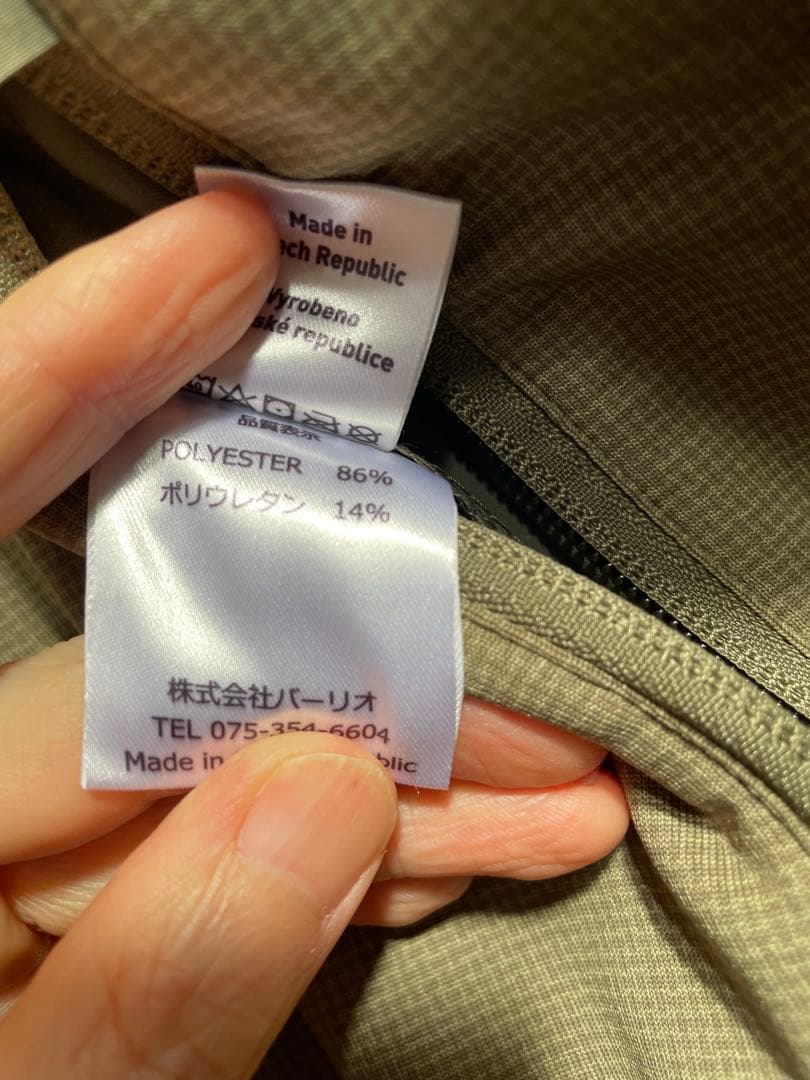 Made in
ch Republic
Vyrobeno
ské republice
品質表示
POLYESTER 86%
ポリウレタン 14%
株式会社バーリオ
TEL 075-354-6604
Made in blic